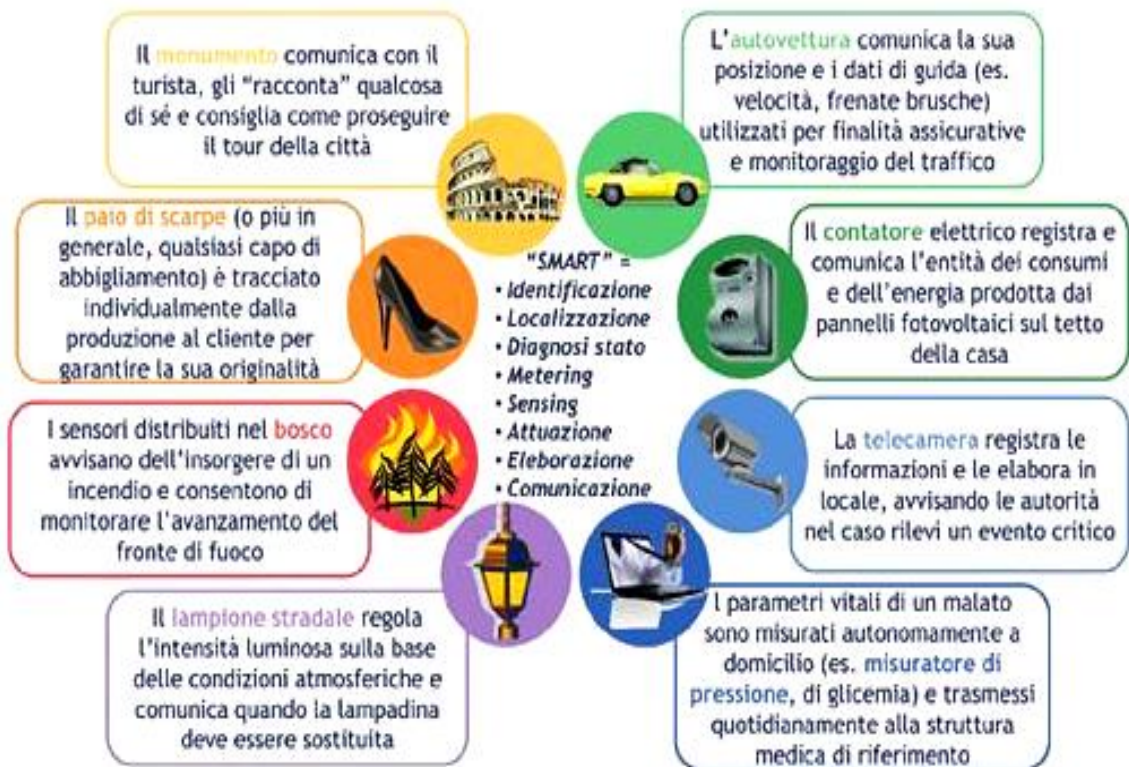 Il monumento comunica con il
turista, gli “racconta” qualcosa
di sé e consiglia come proseguire
il tour della città
L’autovettura comunica la sua
posizione e i dati di guida (es.
velocità, frenate brusche)
utilizzati per finalità assicurative
e monitoraggio del traffico
Il paio di scarpe (o più in
generale, qualsiasi capo di
abbigliamento) è tracciato
individualmente dalla
produzione al cliente per
garantire la sua originalità
“SMART” =
• Identificazione
• Localizzazione
• Diagnosi stato
• Metering
• Sensing
• Attuazione
• Eleborazione
• Comunicazione
Il contatore elettrico registra e
comunica l’entità dei consumi
e dell’energia prodotta dai
pannelli fotovoltaici sul tetto
della casa
I sensori distribuiti nel bosco
avvisano dell’insorgere di un
incendio e consentono di
monitorare l’avanzamento del
fronte di fuoco
La telecamera registra le
informazioni e le elabora in
locale, avvisando le autorità
nel caso rilevi un evento critico
Il lampione stradale regola
l’intensità luminosa sulla base
delle condizioni atmosferiche e
comunica quando la lampadina
deve essere sostituita
I parametri vitali di un malato
sono misurati autonomamente a
domicilio (es. misuratore di
pressione, di glicemia) e trasmessi
quotidianamente alla struttura
medica di riferimento